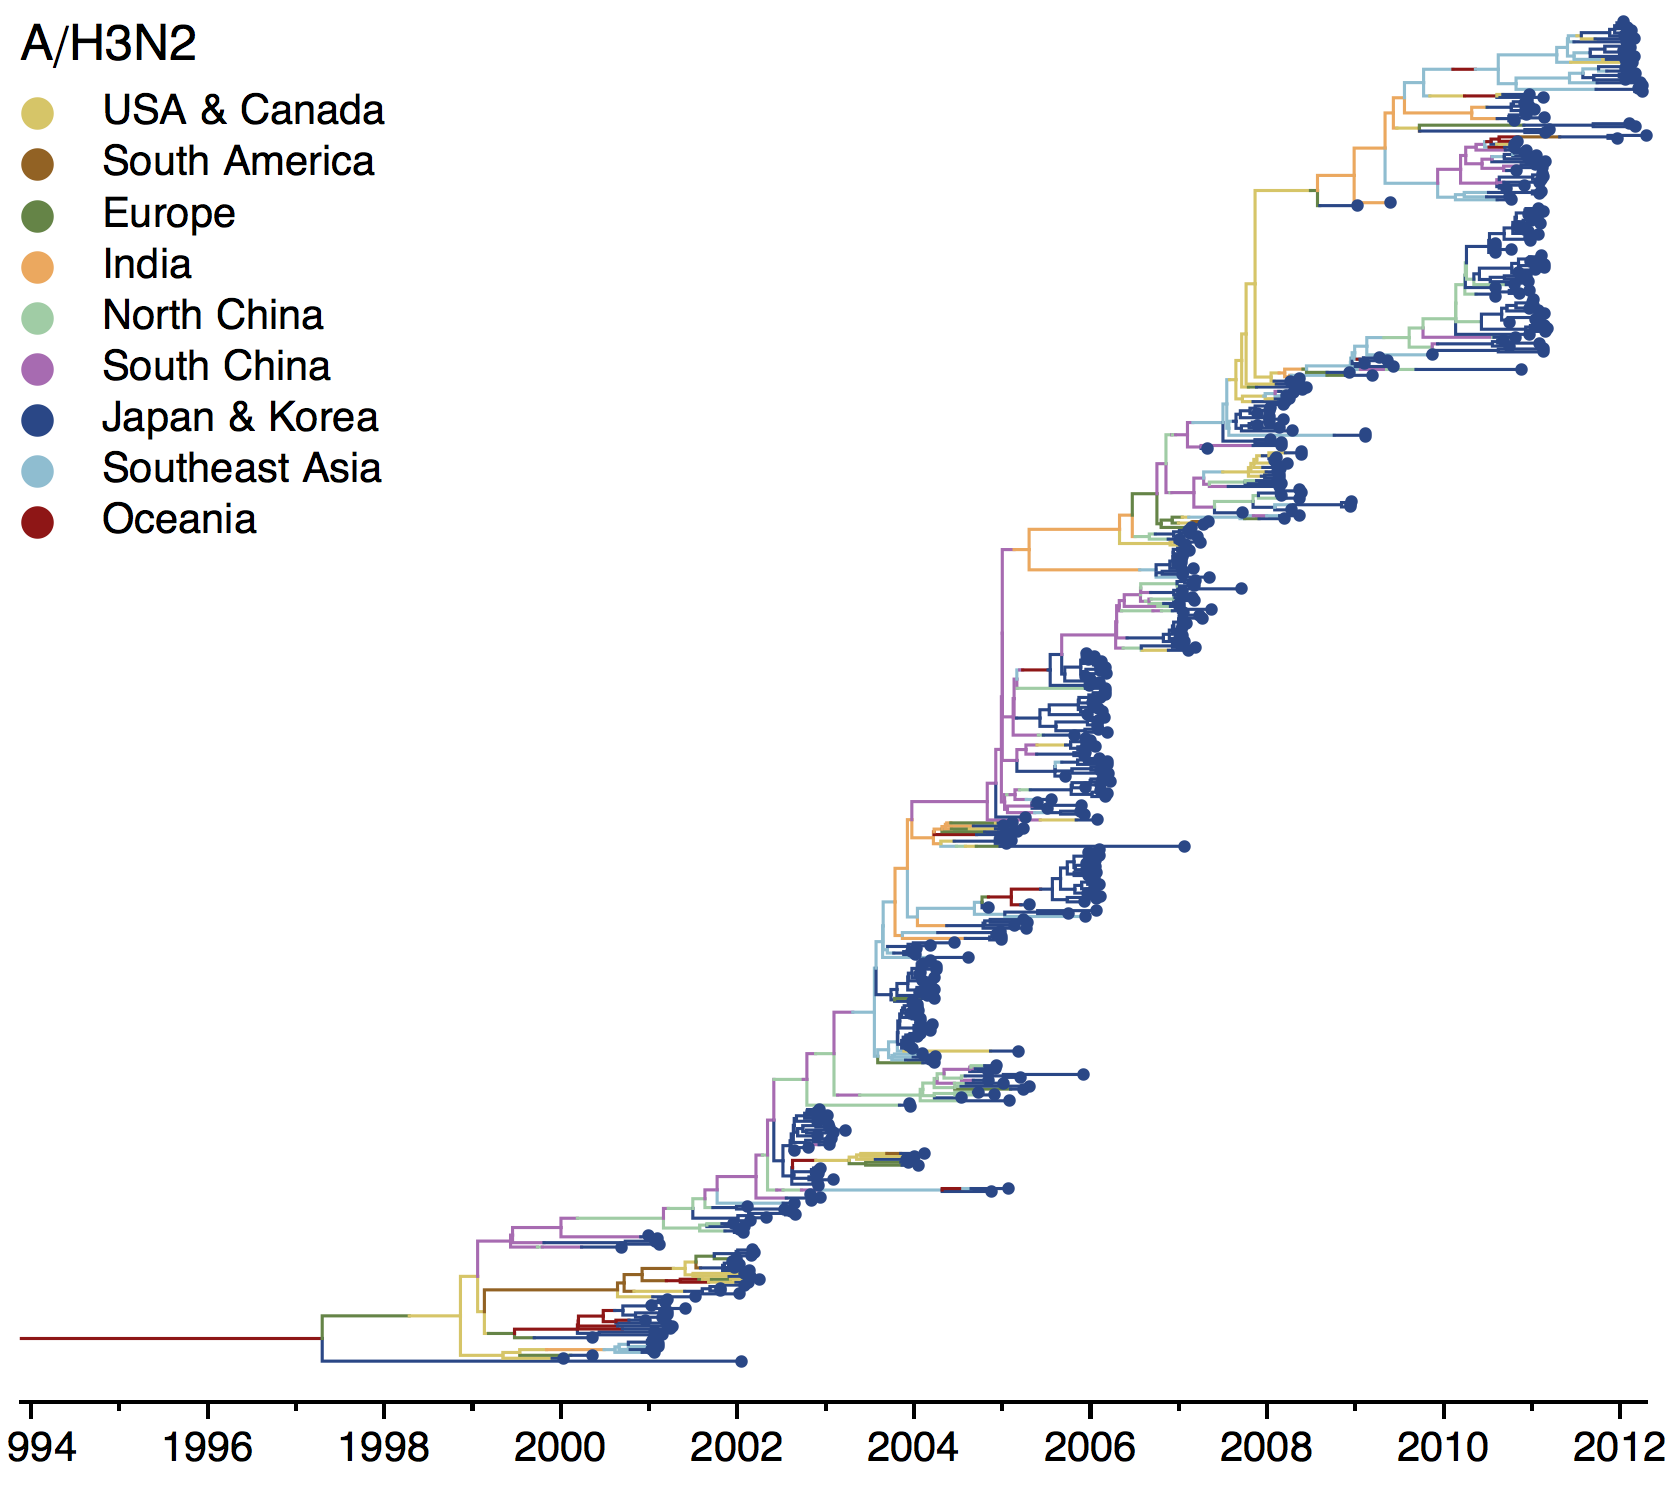 A/H3N2
USA & Canada
South America
Europe
India
North China
South China
Japan & Korea
Southeast Asia
Oceania
994 1996 1998 2000 2002 2004 2006 2008 2010 2012